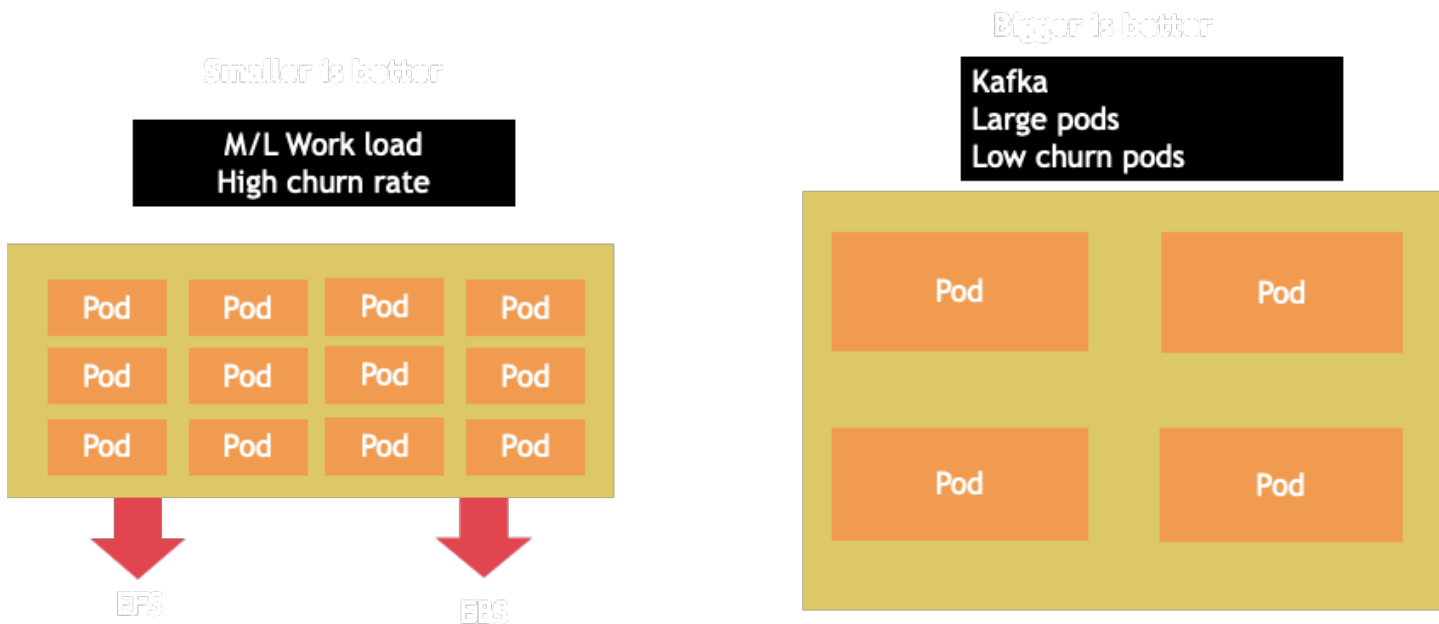 Smaller is better
M/L Work load
High churn rate
Pod Pod Pod Pod
Pod Pod Pod Pod
Pod Pod Pod Pod
EFS EBS
Bigger is better
Kafka
Large pods
Low churn pods
Pod Pod
Pod Pod